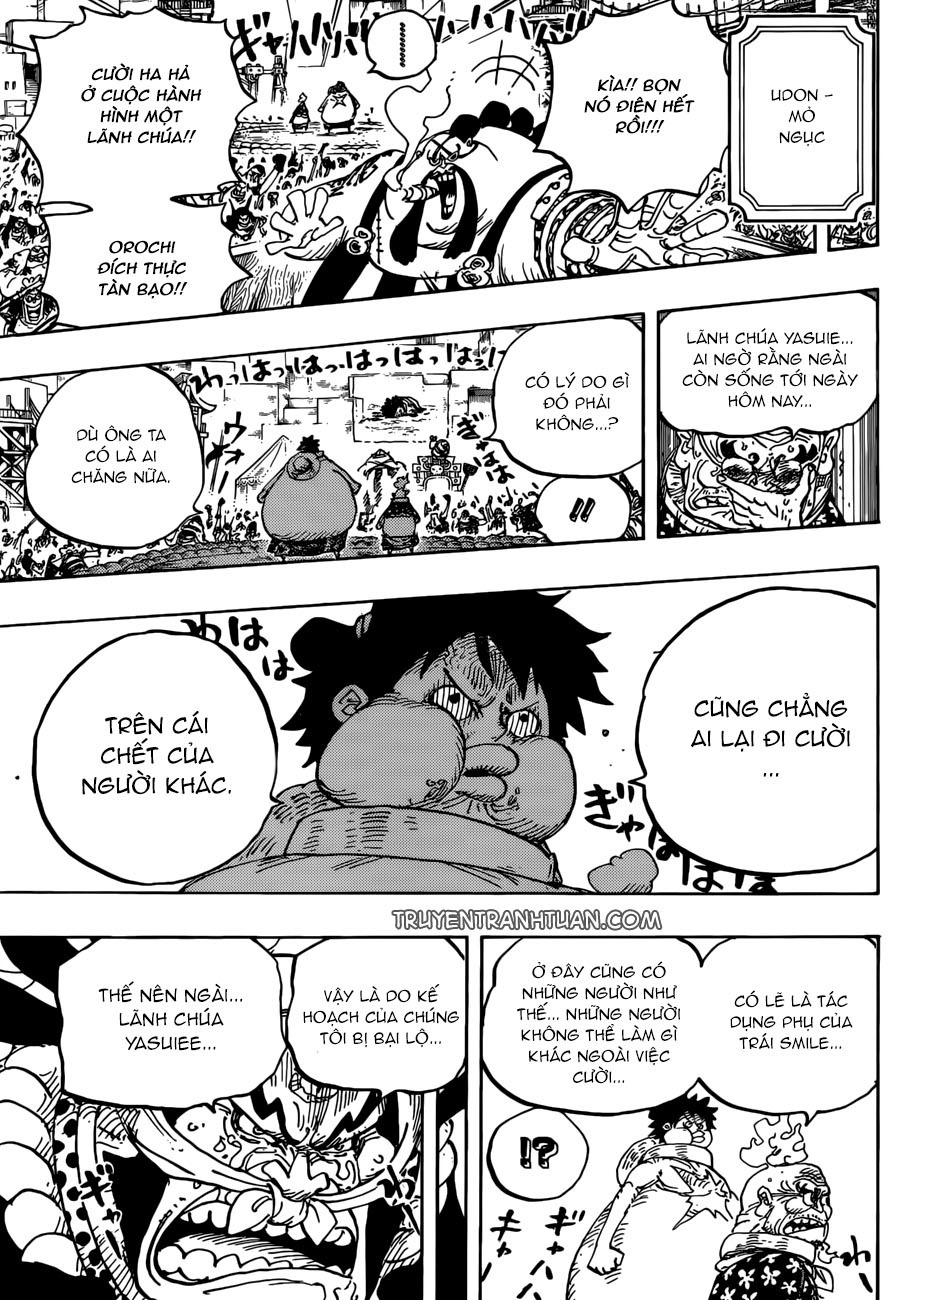 UDON -
MỎ
NGỤC
KÌA!! BỌN
NÓ ĐIÊN HẾT
RỒI!!!
CƯỜI HA HẢ
Ở CUỘC HÀNH
HÌNH MỘT
LÃNH CHÚA!!
OROCHI
ĐÍCH THỰC
TÀN BẠO!!
LÃNH CHÚA YASUIE...
AI NGỜ RẰNG NGÀI
CÒN SỐNG TỚI NGÀY
HÔM NAY...
CÓ LÝ DO GÌ
ĐÓ PHẢI
KHÔNG...?
!!
DÙ ÔNG TA
CÓ LÀ AI
CHĂNG NỮA.
CŨNG CHẲNG
AI LẠI ĐI CƯỜI
...
TRÊN CÁI
CHẾT CỦA
NGƯỜI KHÁC.
TRUYENTRANHTUAN.COM
CÓ LẼ LÀ TÁC
DỤNG PHỤ CỦA
TRÁI SMILE...
Ở ĐÂY CŨNG CÓ
NHỮNG NGƯỜI NHƯ
THẾ... NHỮNG NGƯỜI
KHÔNG THỂ LÀM GÌ
KHÁC NGOÀI VIỆC
CƯỜI...
!?
VẬY LÀ DO KẾ
HOẠCH CỦA CHÚNG
TÔI BỊ BẠI LỘ...
THẾ NÊN NGÀI...
LÃNH CHÚA
YASUIEE...